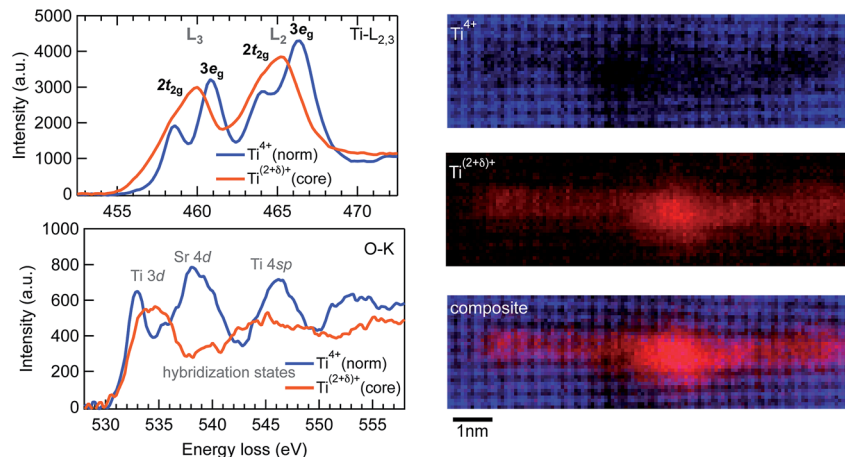 5000
4000
3000
2000
1000
0
Intensity (a.u.)
L₃
L₂
Ti-L₂,₃
2t₂g
3e_g
2t₂g
3e_g
Ti⁴⁺(norm)
Ti⁽²⁺ᵟ⁾⁺(core)
455
460
465
470
1000
800
600
400
200
0
Intensity (a.u.)
O-K
Ti 3d
Sr 4d
Ti 4sp
hybridization states
Ti⁴⁺(norm)
Ti⁽²⁺ᵟ⁾⁺(core)
530
535
540
545
550
555
Energy loss (eV)
Ti⁴⁺
Ti⁽²⁺ᵟ⁾⁺
composite
1nm